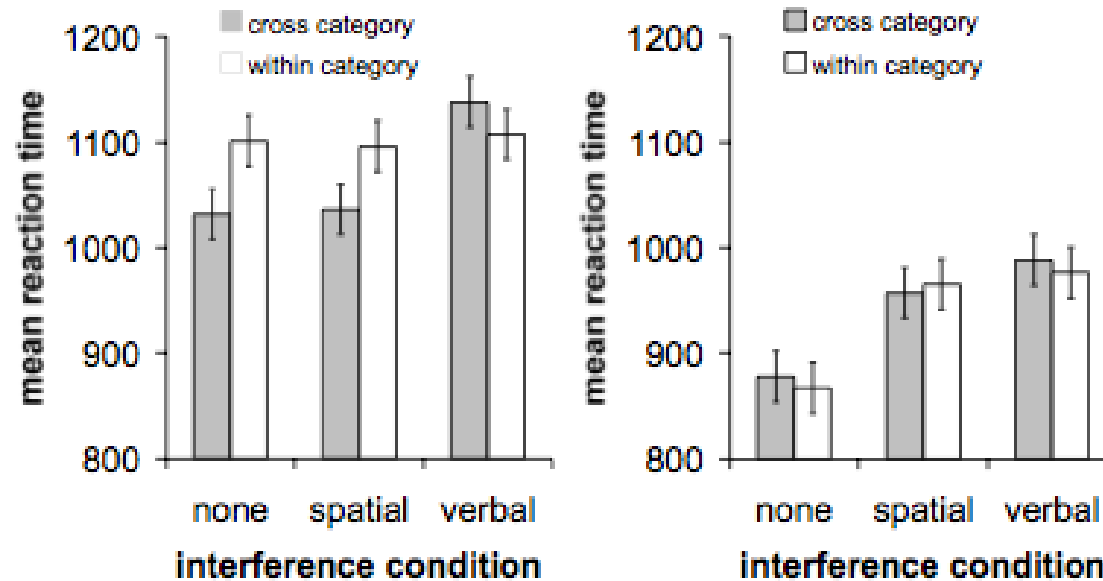 cross category
within category
mean reaction time
1200
1100
1000
900
800
none spatial verbal
interference condition
cross category
within category
mean reaction time
1200
1100
1000
900
800
none spatial verbal
interference condition